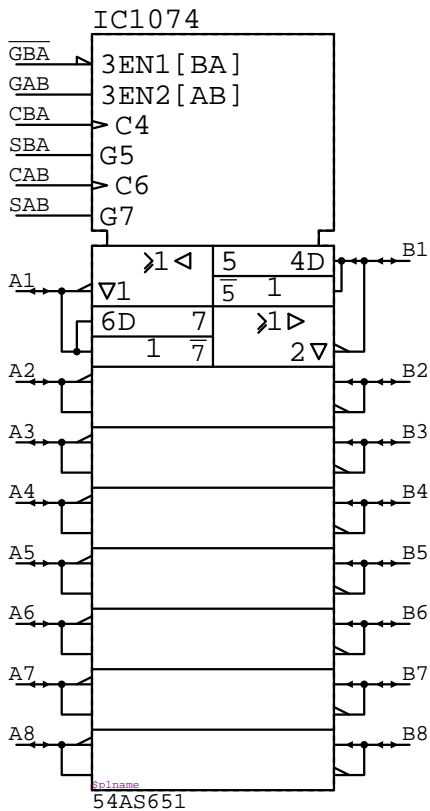 IC1074
GBA
3EN1[BA]
GAB
3EN2[AB]
CBA
C4
SBA
G5
CAB
C6
SAB
G7
≥1 ◁ 5 4D B1
A1 ▽1 5 1
6D 7 ≥1 ▷
1 7 2▽
A2 B2
A3 B3
A4 B4
A5 B5
A6 B6
A7 B7
A8 B8
$plname
54AS651